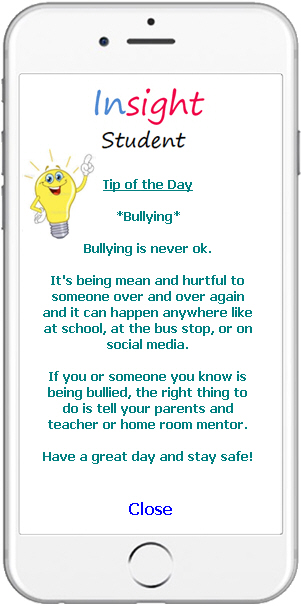 Insight
Student
Tip of the Day
*Bullying*
Bullying is never ok.
It's being mean and hurtful to
someone over and over again
and it can happen anywhere like
at school, at the bus stop, or on
social media.
If you or someone you know is
being bullied, the right thing to
do is tell your parents and
teacher or home room mentor.
Have a great day and stay safe!
Close